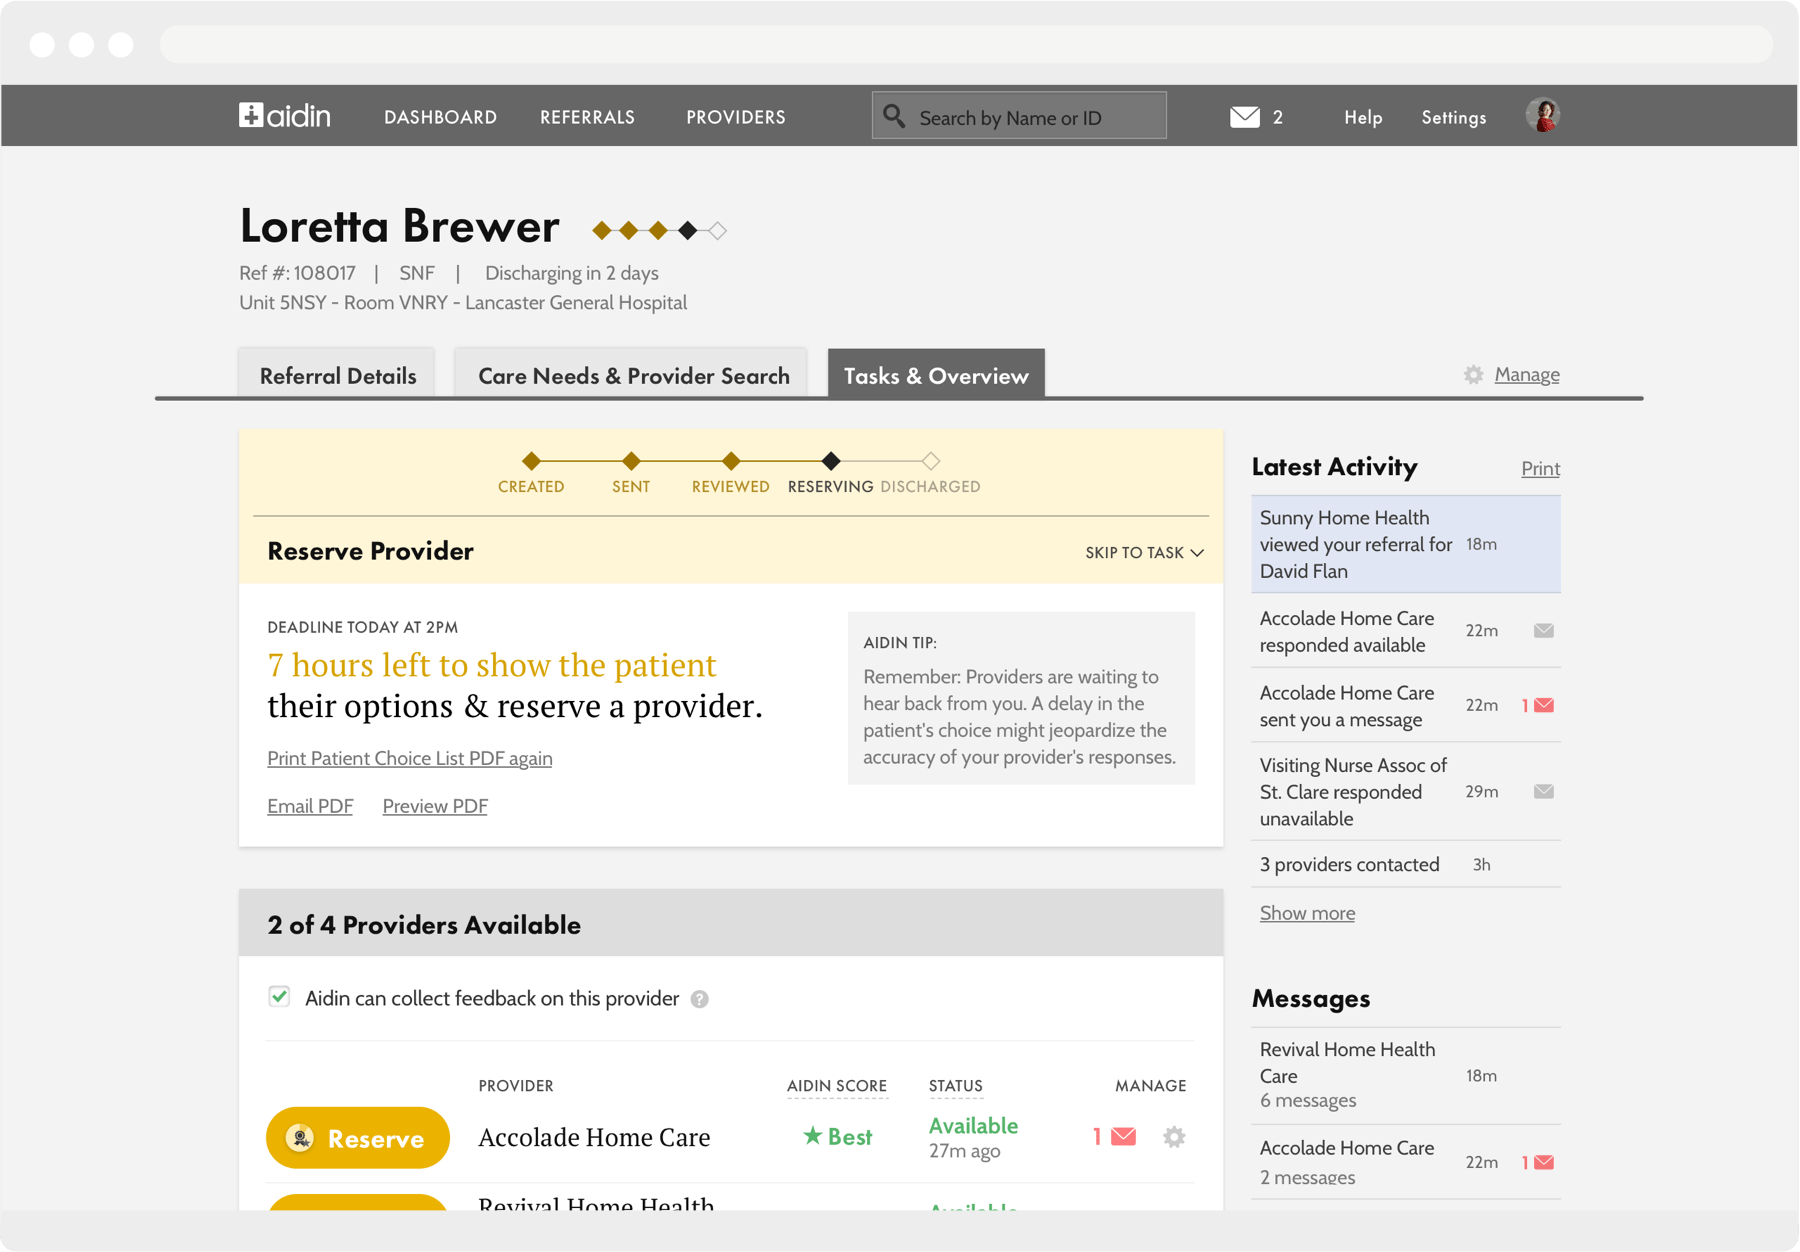 aidin
DASHBOARD
REFERRALS
PROVIDERS
Search by Name or ID
2
Help
Settings
Loretta Brewer
Ref #: 108017 | SNF | Discharging in 2 days
Unit 5NSY - Room VNRY - Lancaster General Hospital
Referral Details
Care Needs & Provider Search
Tasks & Overview
Manage
CREATED
SENT
REVIEWED
RESERVING
DISCHARGED
Reserve Provider
SKIP TO TASK
DEADLINE TODAY AT 2PM
7 hours left to show the patient
their options & reserve a provider.
Print Patient Choice List PDF again
Email PDF
Preview PDF
AIDIN TIP:
Remember: Providers are waiting to
hear back from you. A delay in the
patient's choice might jeopardize the
accuracy of your provider's responses.
2 of 4 Providers Available
Aidin can collect feedback on this provider ?
PROVIDER
AIDIN SCORE
STATUS
MANAGE
Reserve
Accolade Home Care
Best
Available
27m ago
1
Revival Home Health
Available
Latest Activity
Print
Sunny Home Health
viewed your referral for
David Flan
18m
Accolade Home Care
responded available
22m
Accolade Home Care
sent you a message
22m
1
Visiting Nurse Assoc of
St. Clare responded
unavailable
29m
3 providers contacted
3h
Show more
Messages
Revival Home Health
Care
6 messages
18m
Accolade Home Care
2 messages
22m
1